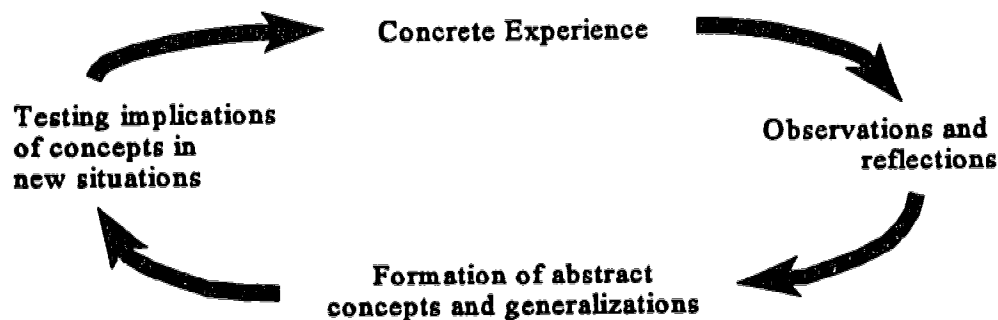 Concrete Experience
Observations and
reflections
Formation of abstract
concepts and generalizations
Testing implications
of concepts in
new situations